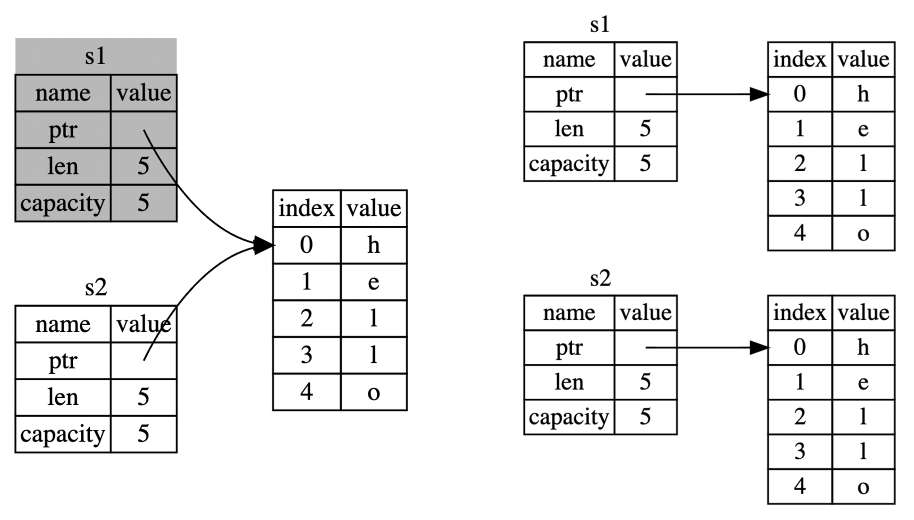 s1
name value
ptr
len 5
capacity 5
s2
name value
ptr
len 5
capacity 5
index value
0 h
1 e
2 l
3 l
4 o
s1
name value
ptr
len 5
capacity 5
index value
0 h
1 e
2 l
3 l
4 o
s2
name value
ptr
len 5
capacity 5
index value
0 h
1 e
2 l
3 l
4 o